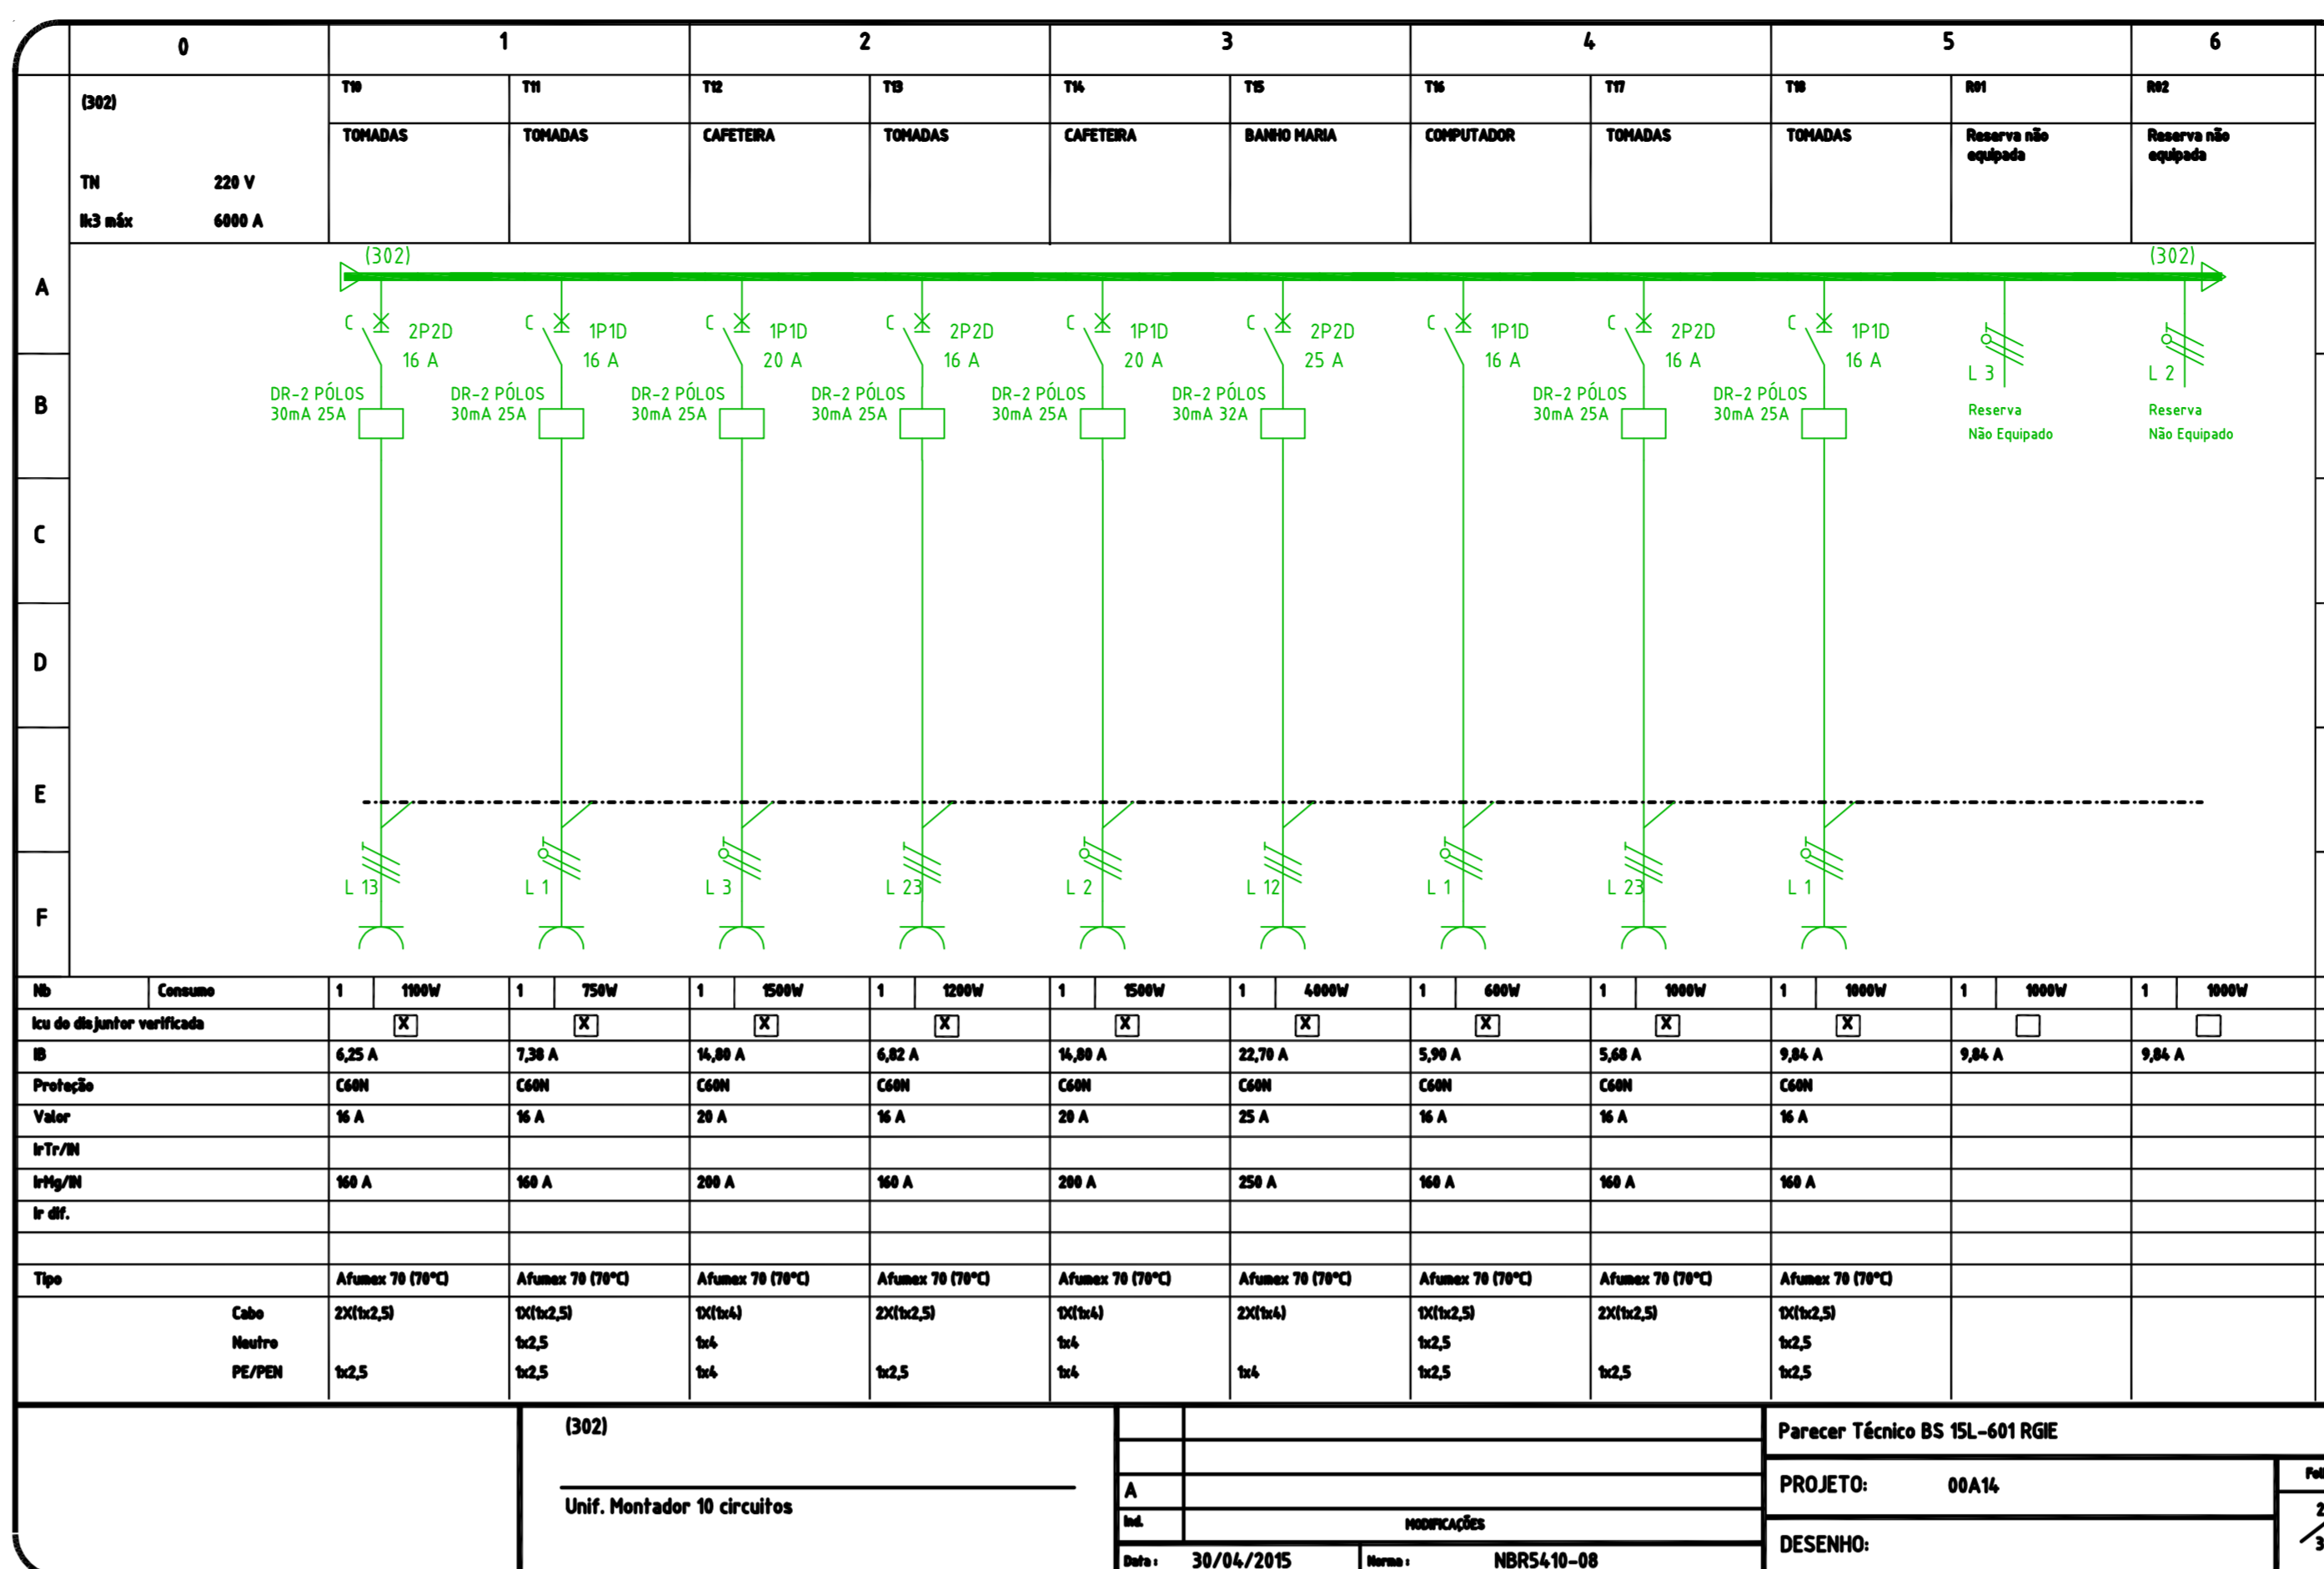 0 1 2 3 4 5 6
(302) T10 T11 T12 T13 T14 T15 T16 T17 T18 R01 R02
TOMADAS TOMADAS CAFETEIRA TOMADAS CAFETEIRA BANHO MARIA COMPUTADOR TOMADAS TOMADAS Reserva não Reserva não
equipada equipada
TN 220 V
Ik3 máx 6000 A
(302) (302)
A
C 2P2D C 1P1D C 1P1D C 2P2D C 1P1D C 2P2D C 1P1D C 2P2D C 1P1D
16 A 16 A 20 A 16 A 20 A 25 A 16 A 16 A 16 A
L 3 L 2
DR-2 PÓLOS DR-2 PÓLOS DR-2 PÓLOS DR-2 PÓLOS DR-2 PÓLOS DR-2 PÓLOS DR-2 PÓLOS DR-2 PÓLOS
B
30mA 25A 30mA 25A 30mA 25A 30mA 25A 30mA 25A 30mA 32A 30mA 25A 30mA 25A
Reserva Reserva
Não Equipado Não Equipado
C
D
E
L 13 L 1 L 3 L 23 L 2 L 12 L 1 L 23 L 1
F
Nb Consumo 1 1100W 1 750W 1 1500W 1 1200W 1 1500W 1 4000W 1 600W 1 1000W 1 1000W 1 1000W 1 1000W
Icu do disjuntor verificada X X X X X X X X X
IB 6,25 A 7,38 A 14,80 A 6,82 A 14,80 A 22,70 A 5,90 A 5,68 A 9,84 A 9,84 A 9,84 A
Proteção C60N C60N C60N C60N C60N C60N C60N C60N C60N
Valor 16 A 16 A 20 A 16 A 20 A 25 A 16 A 16 A 16 A
IrTr/IN
IrMg/IN 160 A 160 A 200 A 160 A 200 A 250 A 160 A 160 A 160 A
Ir dif.
Tipo Afumex 70 (70°C) Afumex 70 (70°C) Afumex 70 (70°C) Afumex 70 (70°C) Afumex 70 (70°C) Afumex 70 (70°C) Afumex 70 (70°C) Afumex 70 (70°C) Afumex 70 (70°C)
Cabo 2X(1x2,5) 1X(1x2,5) 1X(1x4) 2X(1x2,5) 1X(1x4) 2X(1x4) 1X(1x2,5) 2X(1x2,5) 1X(1x2,5)
Neutro 1x2,5 1x4 1x4 1x2,5 1x2,5
PE/PEN 1x2,5 1x2,5 1x4 1x2,5 1x4 1x4 1x2,5 1x2,5 1x2,5
(302)
Unif. Montador 10 circuitos
A
Ind. MODIFICAÇÕES
Data : 30/04/2015 Norma : NBR5410-08
Parecer Técnico BS 15L-601 RGIE
PROJETO: 00A14
DESENHO:
2
3